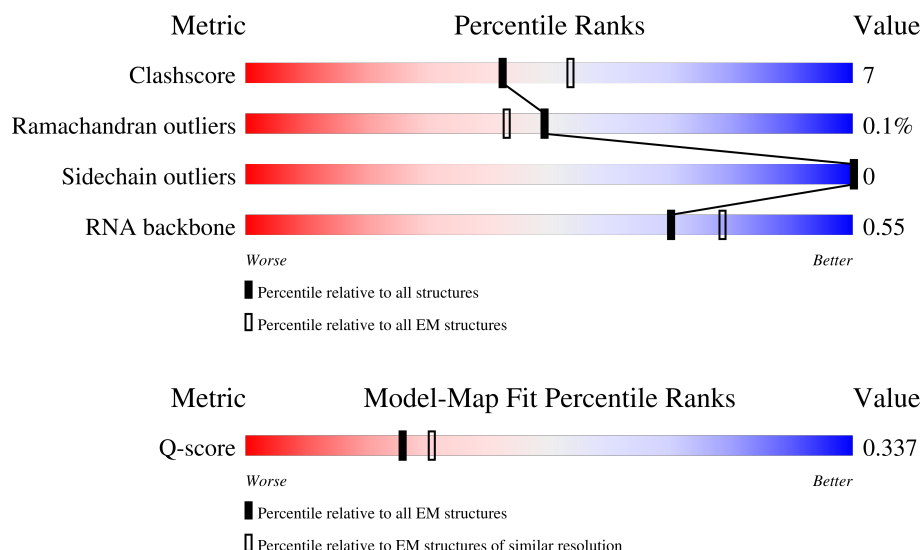 Metric Percentile Ranks Value
Clashscore 7
Ramachandran outliers 0.1%
Sidechain outliers 0
RNA backbone 0.55
Worse Better
Percentile relative to all structures
Percentile relative to all EM structures
Metric Model-Map Fit Percentile Ranks Value
Q-score 0.337
Worse Better
Percentile relative to all EM structures
Percentile relative to EM structures of similar resolution